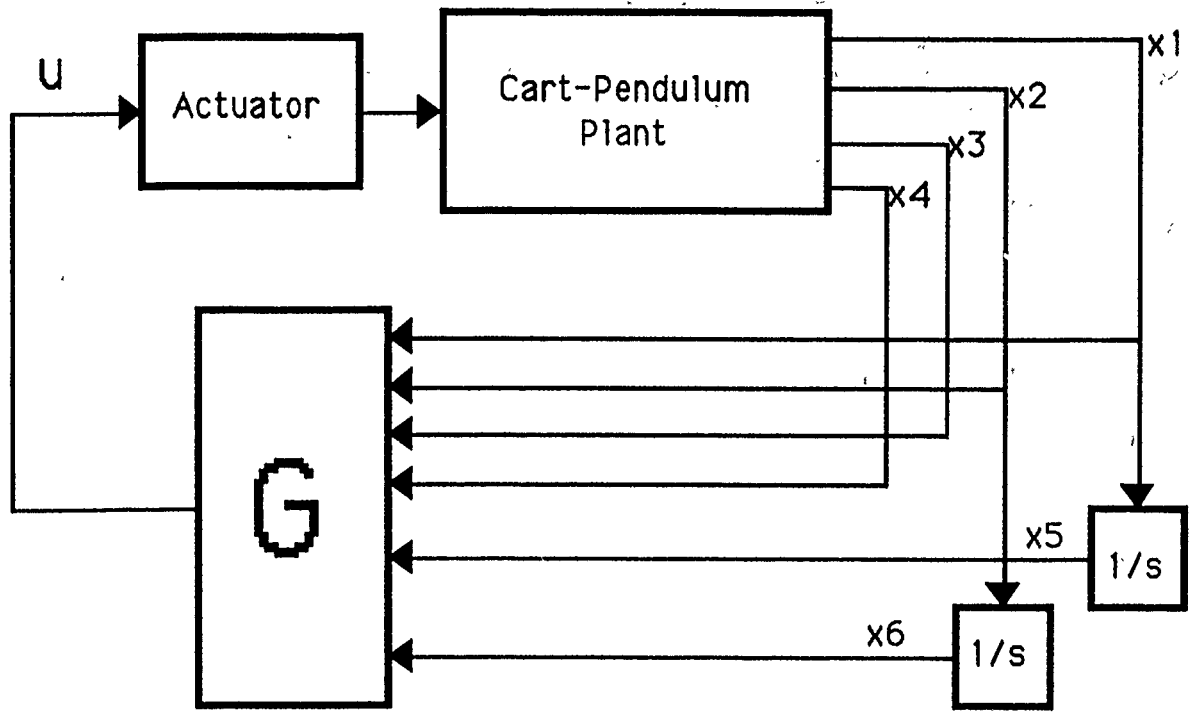 u
Actuator
Cart-Pendulum
Plant
x1
x2
x3
x4
G
x5
1/s
x6
1/s